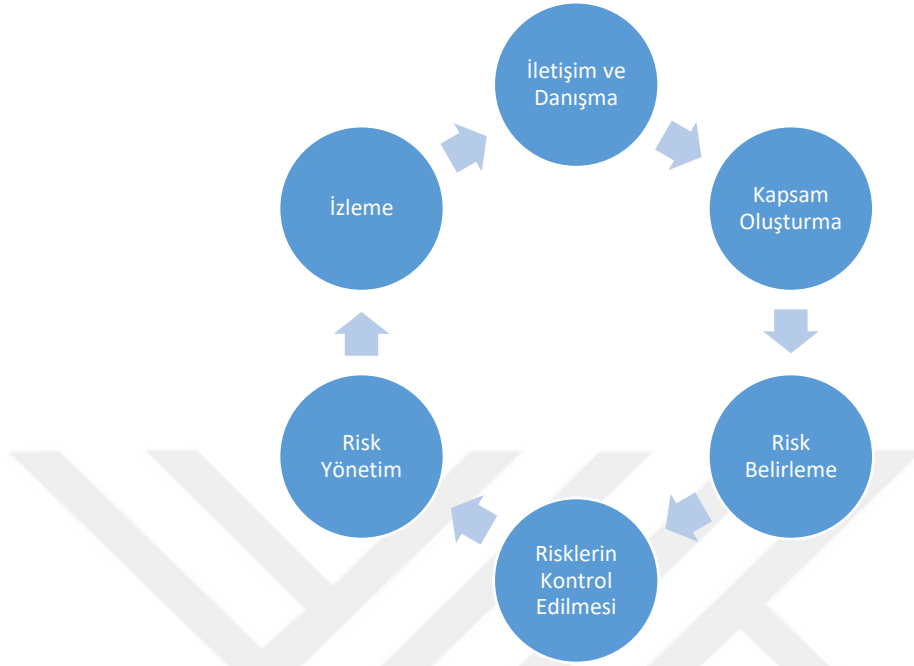 İletişim ve
Danışma
Kapsam
Oluşturma
Risk
Belirleme
Risklerin
Kontrol
Edilmesi
Risk
Yönetim
İzleme